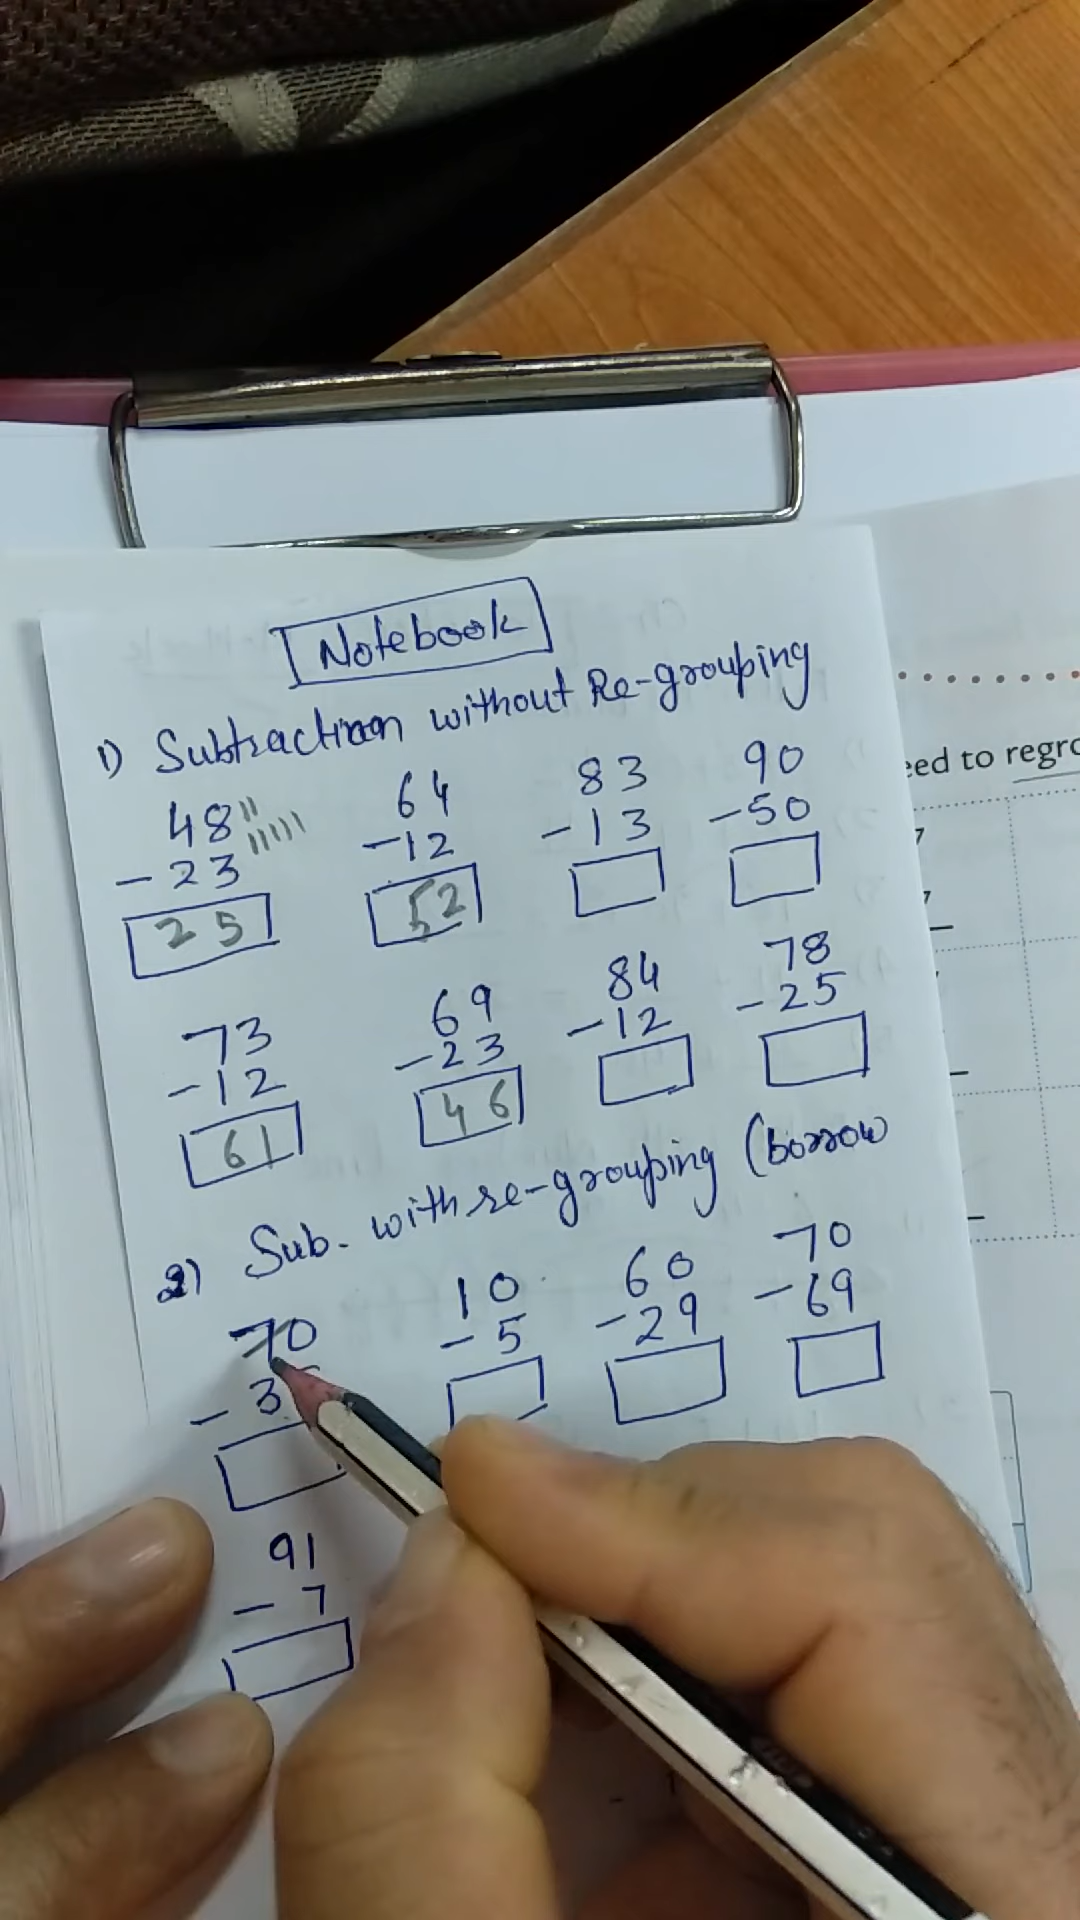 Notebook
1) Subtraction without Re-grouping
48 64 83 90
-23 -12 -13 -50
25 52
73 69 84 78
-12 -23 -12 -25
61 46
2) Sub. with re-grouping (borrow
70 10 60 70
-3 -5 -29 -69
91
-7
eed to regro